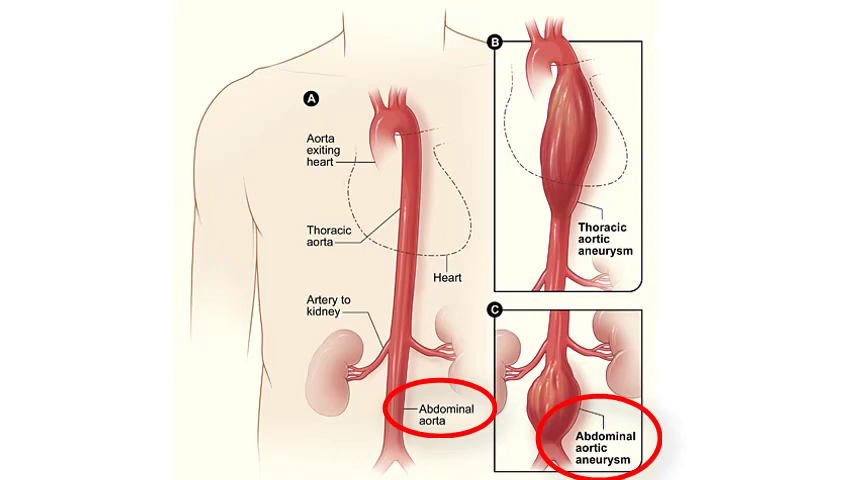 A
Aorta
exiting
heart
Thoracic
aorta
Heart
Artery to
kidney
Abdominal
aorta
B
Thoracic
aortic
aneurysm
C
Abdominal
aortic
aneurysm